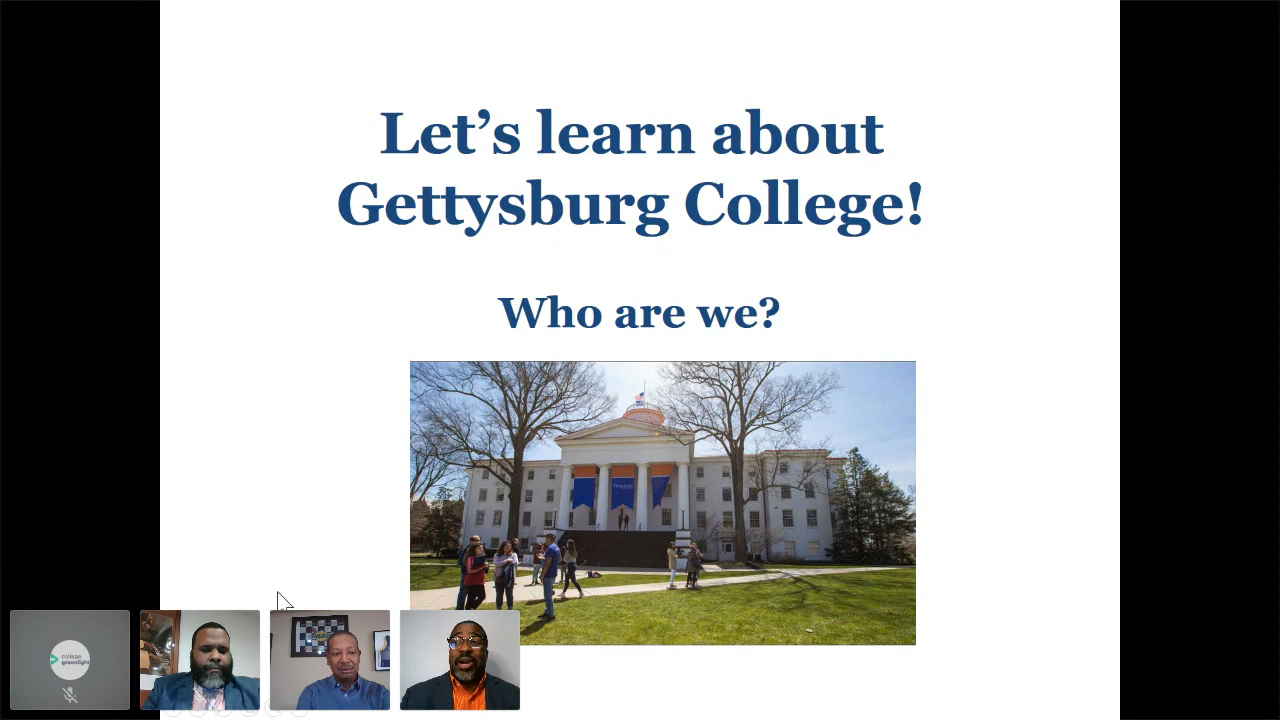 Let’s learn about
Gettysburg College!
Who are we?
college
greenlight